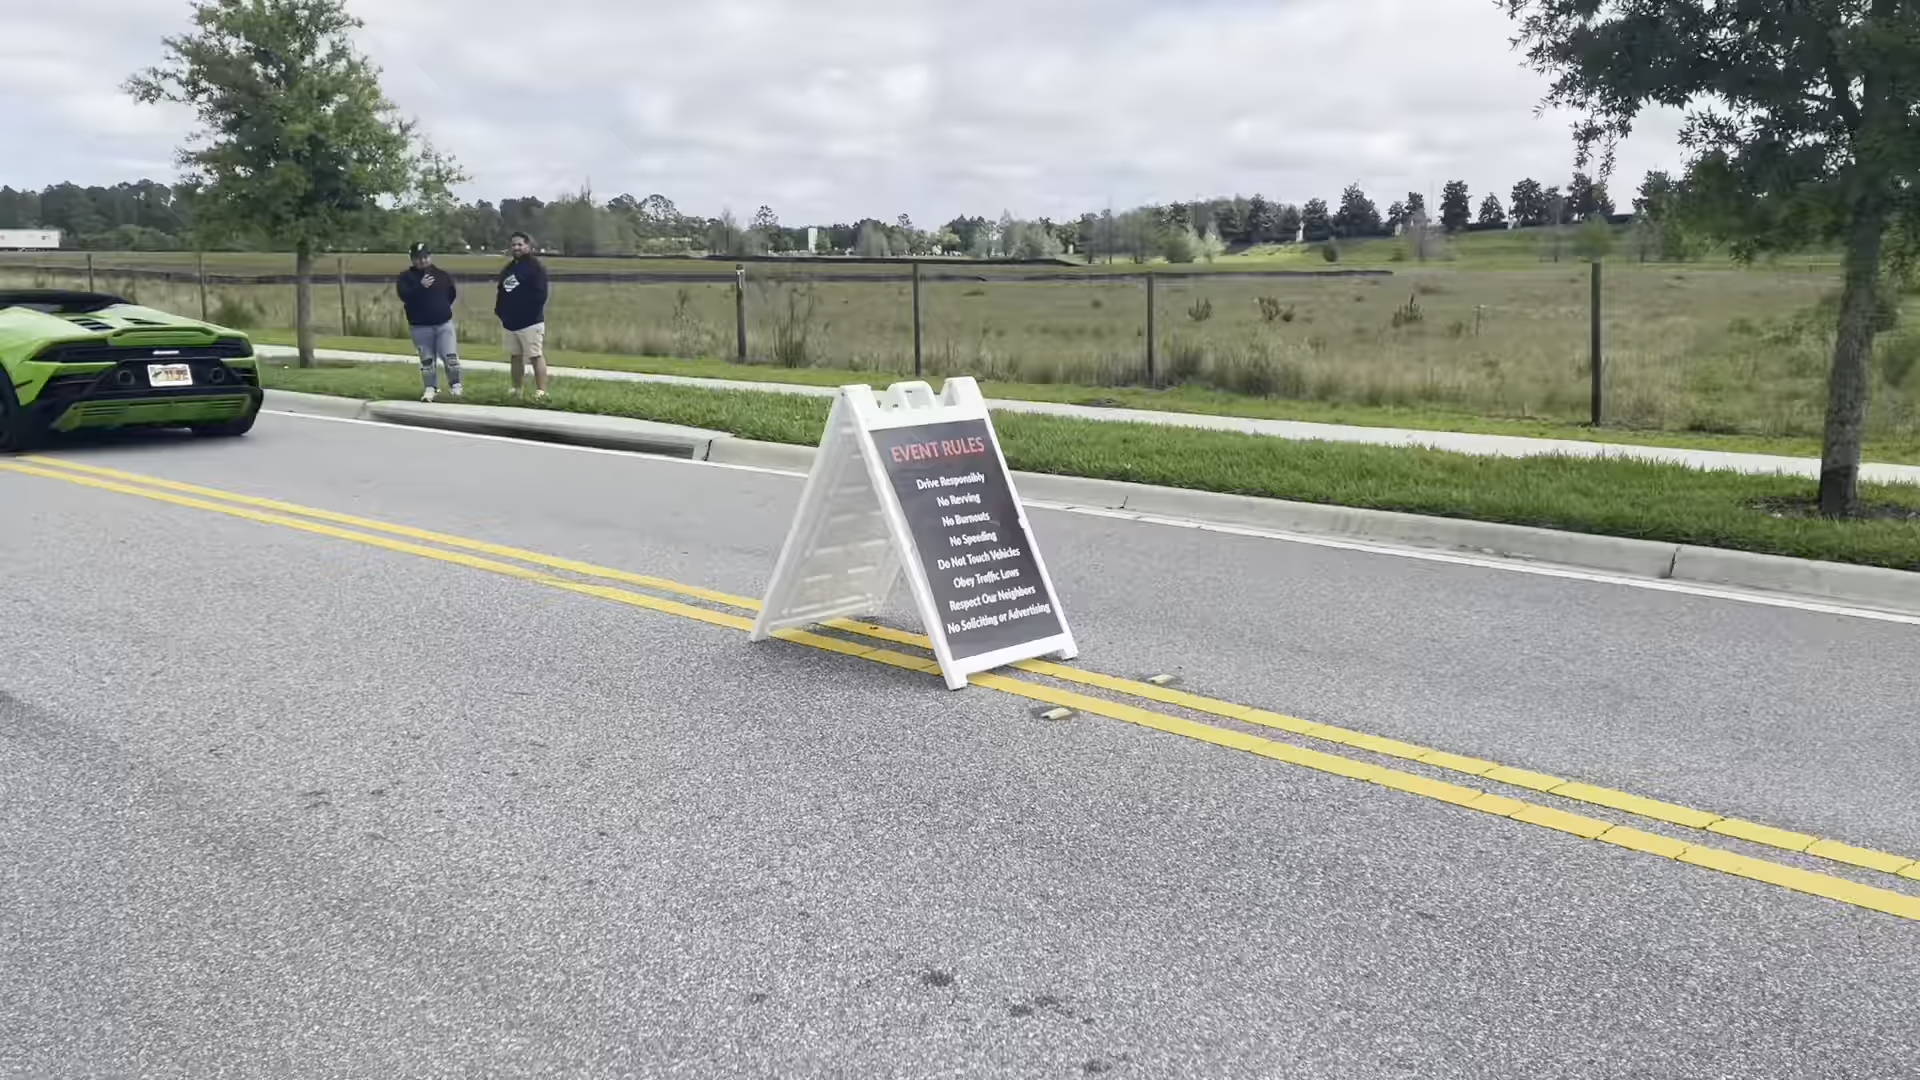 EVENT RULES
Drive Responsibly
No Revving
No Burnouts
No Speeding
Do Not Touch Vehicles
Obey Traffic Laws
Respect Our Neighbors
No Soliciting or Advertising